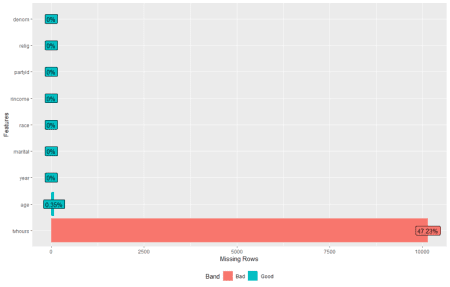 denom
0%
relig
0%
partyid
0%
rincome
0%
race
0%
marital
0%
year
0%
age
0.35%
tvhours
47.23%
Features
0
2500
5000
7500
10000
Missing Rows
Band
Bad
Good